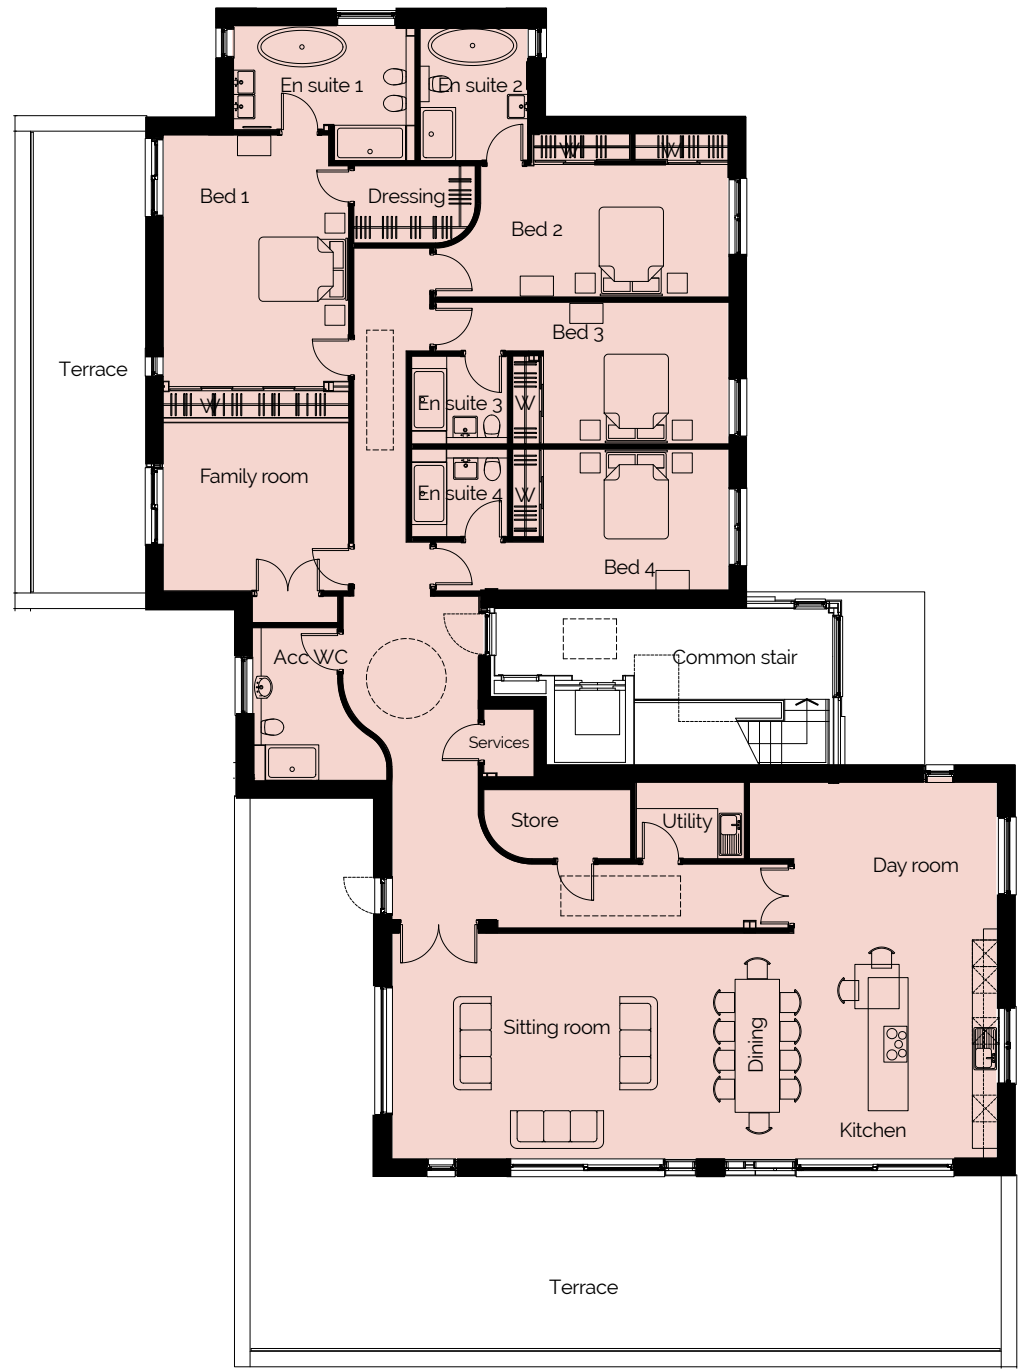 En suite 1
En suite 2
W
W
Bed 1
Dressing
Bed 2
Bed 3
Terrace
W
En suite 3
W
Family room
En suite 4
W
Bed 4
Acc WC
Common stair
Services
Store
Utility
Day room
Sitting room
Dining
Kitchen
Terrace